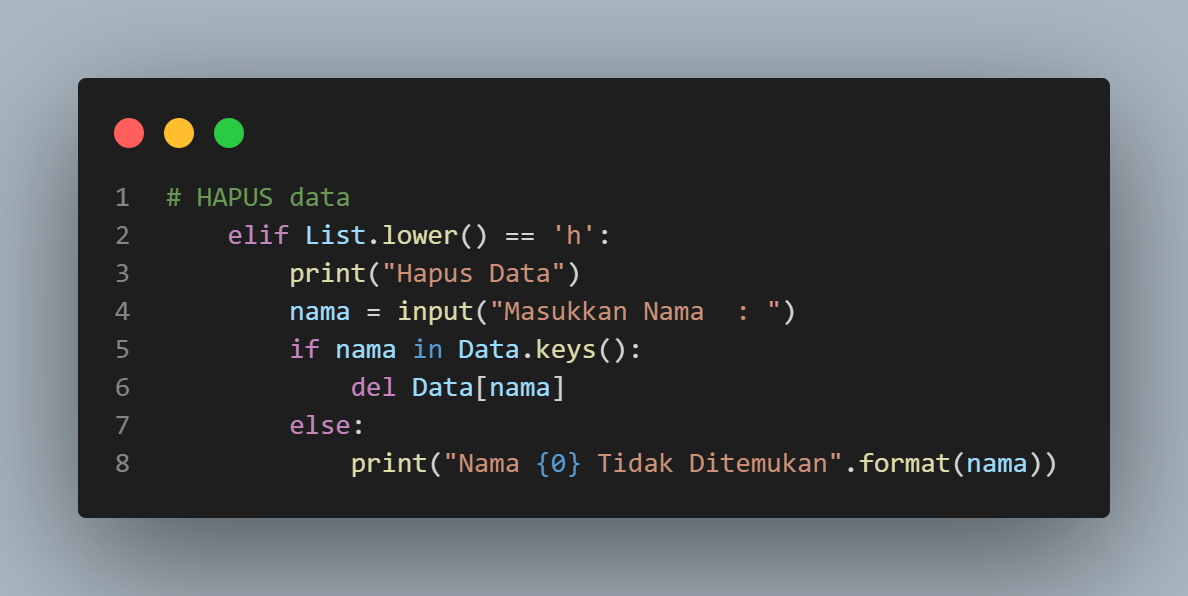 1 # HAPUS data
2     elif List.lower() == 'h':
3         print("Hapus Data")
4         nama = input("Masukkan Nama  : ")
5         if nama in Data.keys():
6             del Data[nama]
7         else:
8             print("Nama {0} Tidak Ditemukan".format(nama))